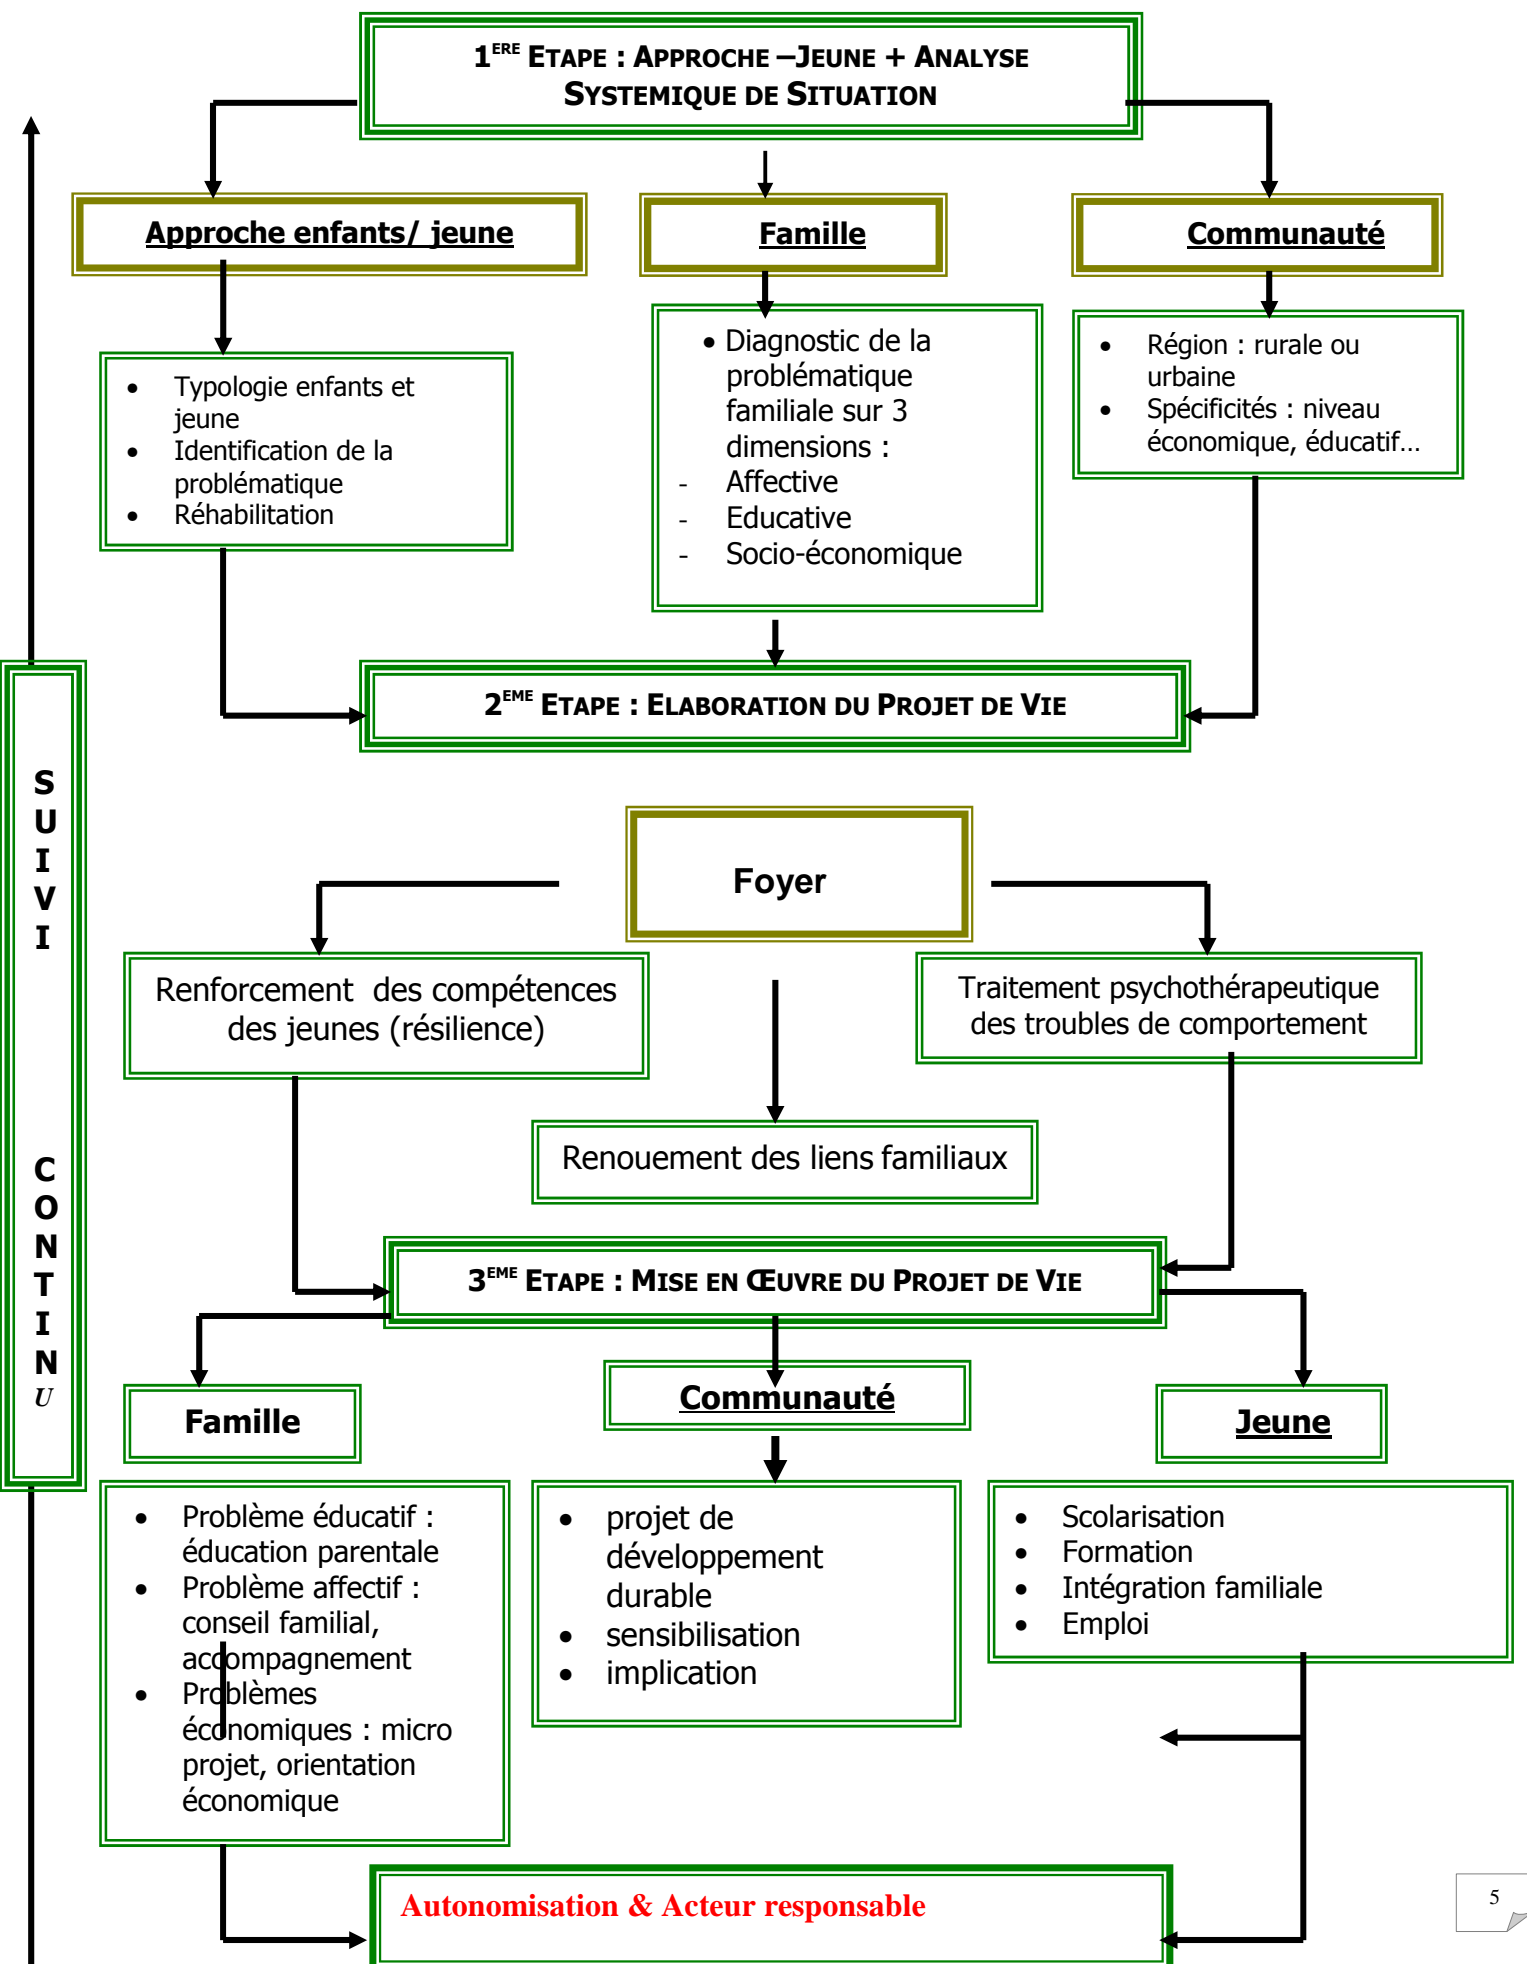 1ERE ETAPE : APPROCHE –JEUNE + ANALYSE
SYSTEMIQUE DE SITUATION
Approche enfants/ jeune
Famille
Communauté
• Typologie enfants et
jeune
• Identification de la
problématique
• Réhabilitation
• Diagnostic de la
problématique
familiale sur 3
dimensions :
- Affective
- Educative
- Socio-économique
• Région : rurale ou
urbaine
• Spécificités : niveau
économique, éducatif…
2EME ETAPE : ELABORATION DU PROJET DE VIE
S
U
I
V
I
C
O
N
T
I
N
U
Foyer
Renforcement des compétences
des jeunes (résilience)
Traitement psychothérapeutique
des troubles de comportement
Renouement des liens familiaux
3EME ETAPE : MISE EN ŒUVRE DU PROJET DE VIE
Famille
Communauté
Jeune
• Problème éducatif :
éducation parentale
• Problème affectif :
conseil familial,
accompagnement
• Problèmes
économiques : micro
projet, orientation
économique
• projet de
développement
durable
• sensibilisation
• implication
• Scolarisation
• Formation
• Intégration familiale
• Emploi
Autonomisation & Acteur responsable
5